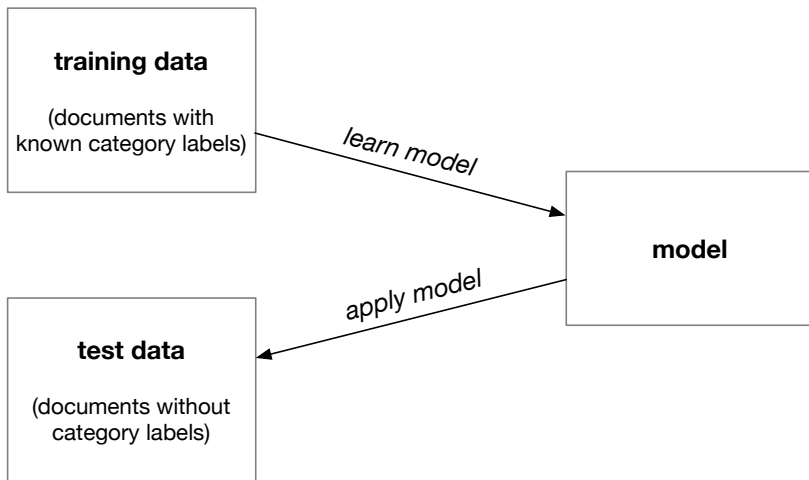 training data
(documents with
known category labels)
learn model
model
apply model
test data
(documents without
category labels)